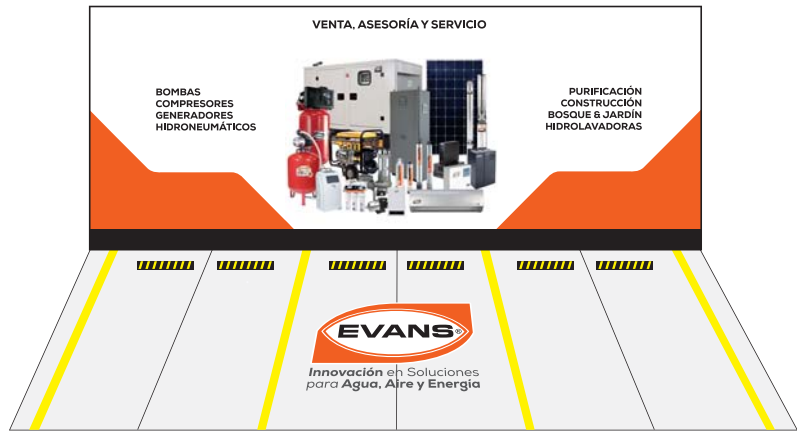 VENTA, ASESORÍA Y SERVICIO
BOMBAS
COMPRESORES
GENERADORES
HIDRONEUMÁTICOS
PURIFICACIÓN
CONSTRUCCIÓN
BOSQUE & JARDÍN
HIDROLAVADORAS
EVANS®
Innovación en Soluciones
para Agua, Aire y Energía